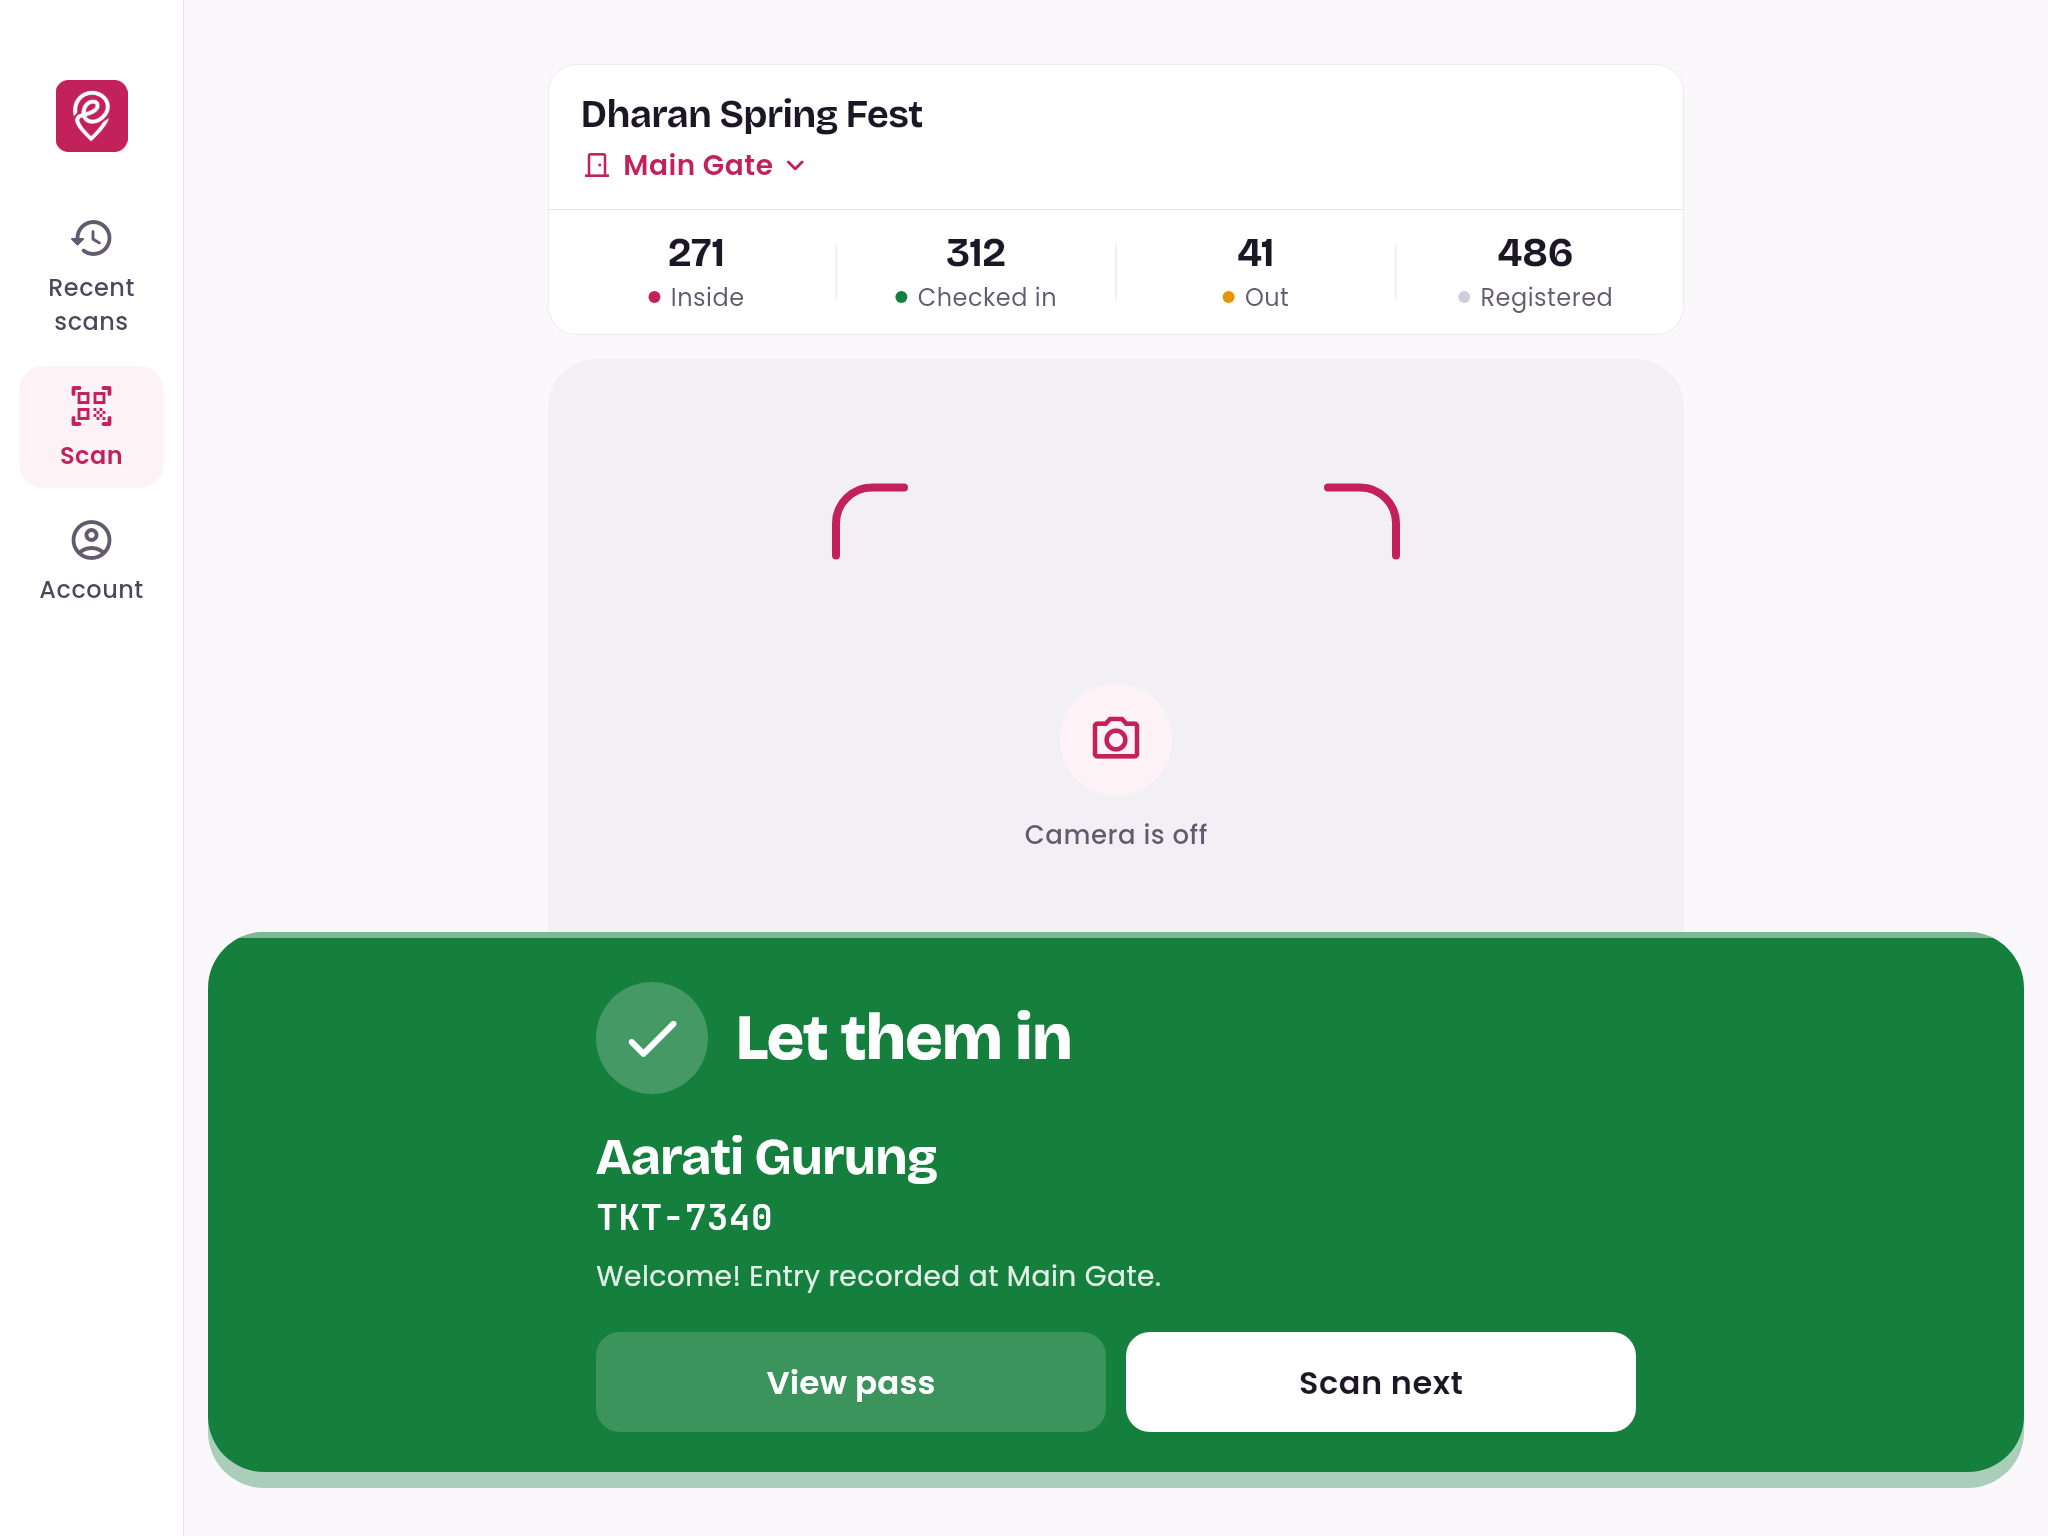 Dharan Spring Fest
Main Gate
271
Inside
312
Checked in
41
Out
486
Registered
Recent
scans
Scan
Account
Camera is off
Let them in
Aarati Gurung
TKT-7340
Welcome! Entry recorded at Main Gate.
View pass
Scan next